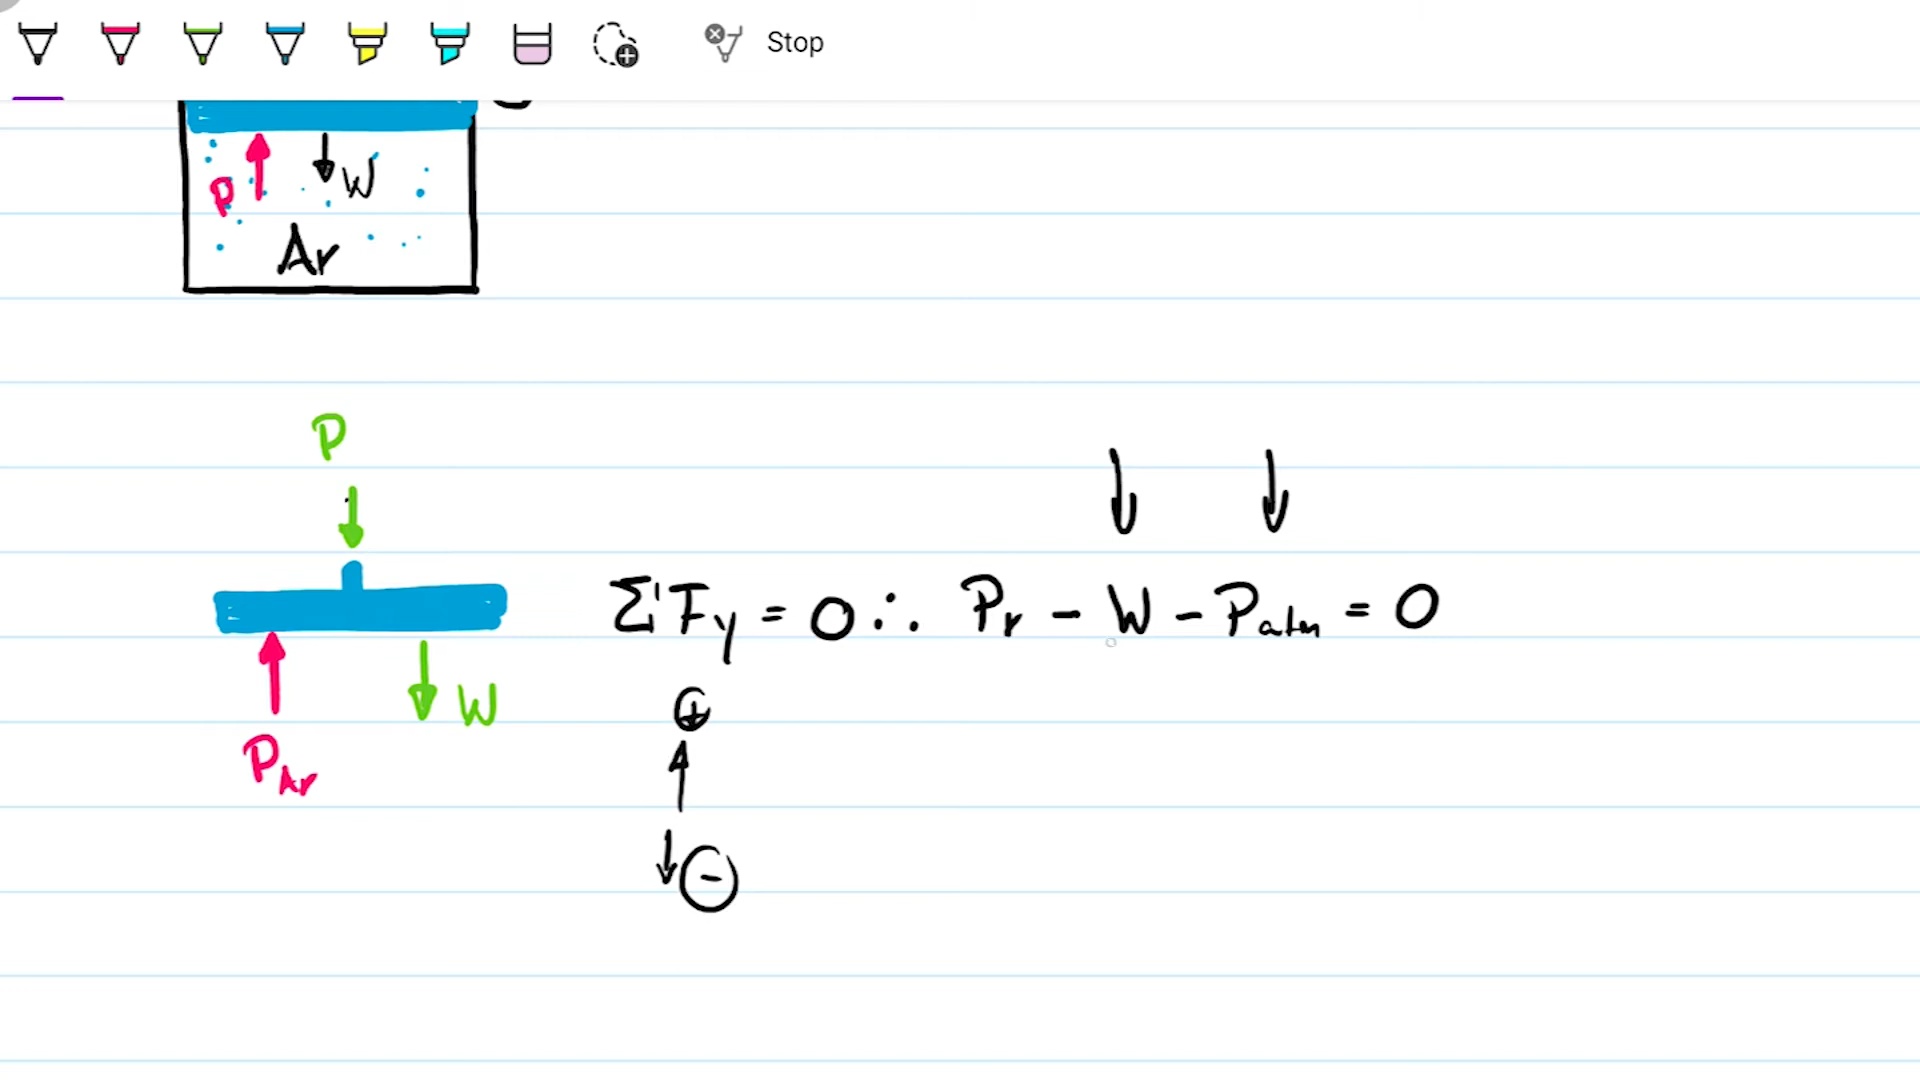 Stop
P
W
Ar
P
ΣFy = 0 ∴ Pr - W - Patm = 0
W
+
PAr
-